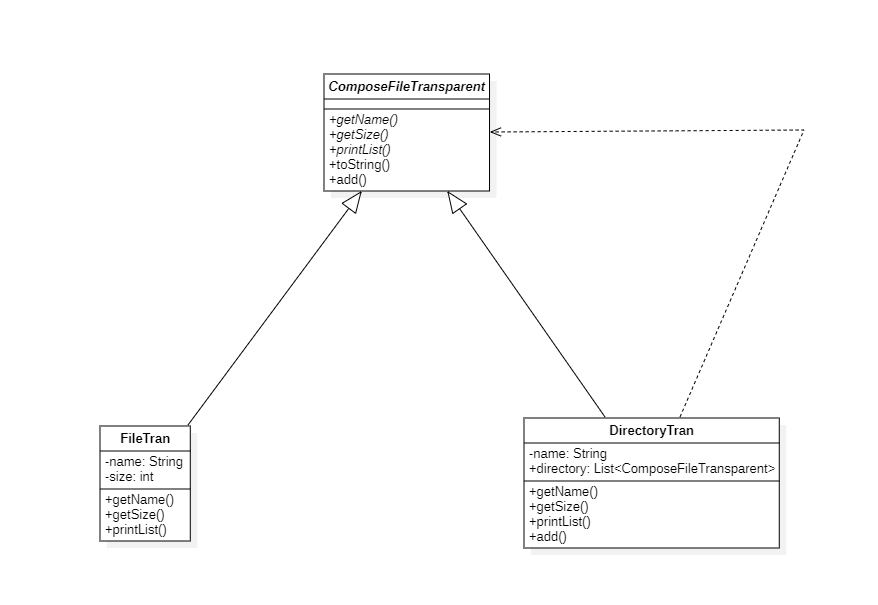 ComposeFileTransparent
+getName()
+getSize()
+printList()
+toString()
+add()
FileTran
-name: String
-size: int
+getName()
+getSize()
+printList()
DirectoryTran
-name: String
+directory: List<ComposeFileTransparent>
+getName()
+getSize()
+printList()
+add()